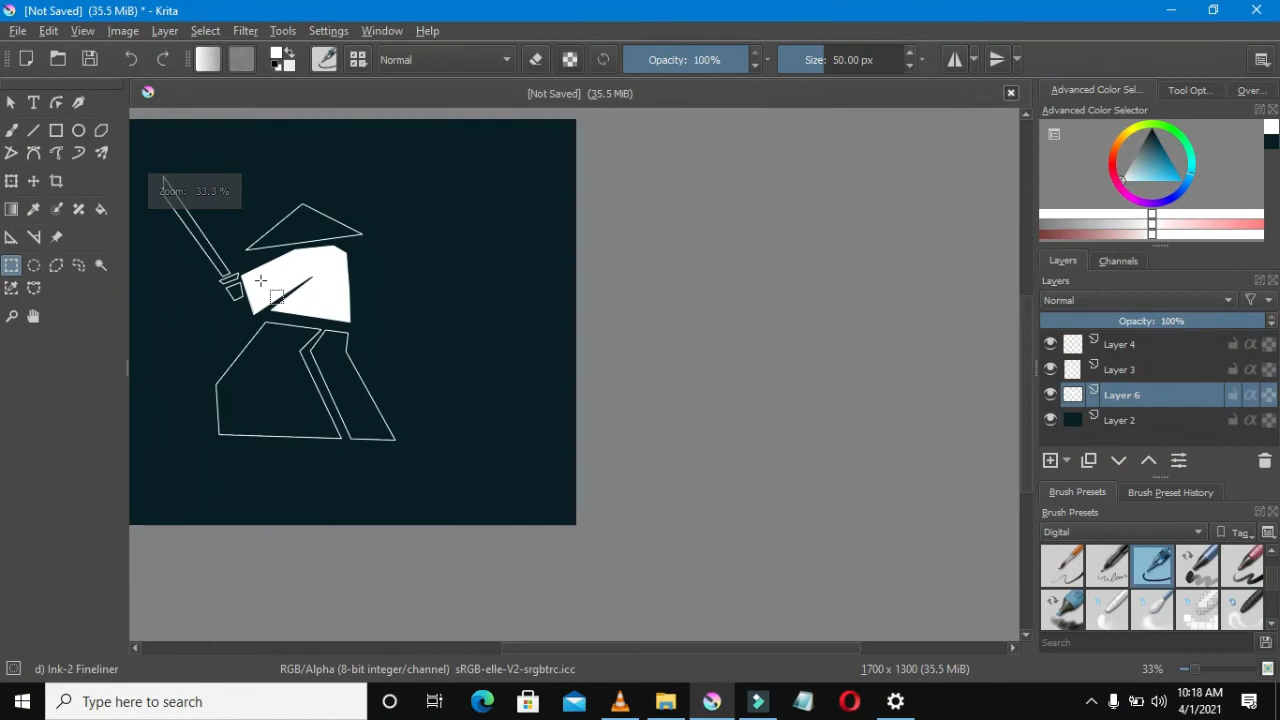 [Not Saved] (35.5 MiB) * - Krita
File Edit View Image Layer Select Filter Tools Settings Window Help
Normal
Opacity: 100%
Size: 50.00 px
[Not Saved] (35.5 MiB)
Advanced Color Sel...
Tool Opt...
Over...
Advanced Color Selector
Zoom: 33.3 %
Layers
Channels
Layers
Normal
Opacity: 100%
Layer 4
Layer 3
Layer 6
Layer 2
Brush Presets
Brush Preset History
Brush Presets
Digital
Tag
Search
d) Ink-2 Fineliner
RGB/Alpha (8-bit integer/channel) sRGB-elle-V2-srgbtrc.icc
1700 x 1300 (35.5 MiB)
33%
Type here to search
10:18 AM
4/1/2021